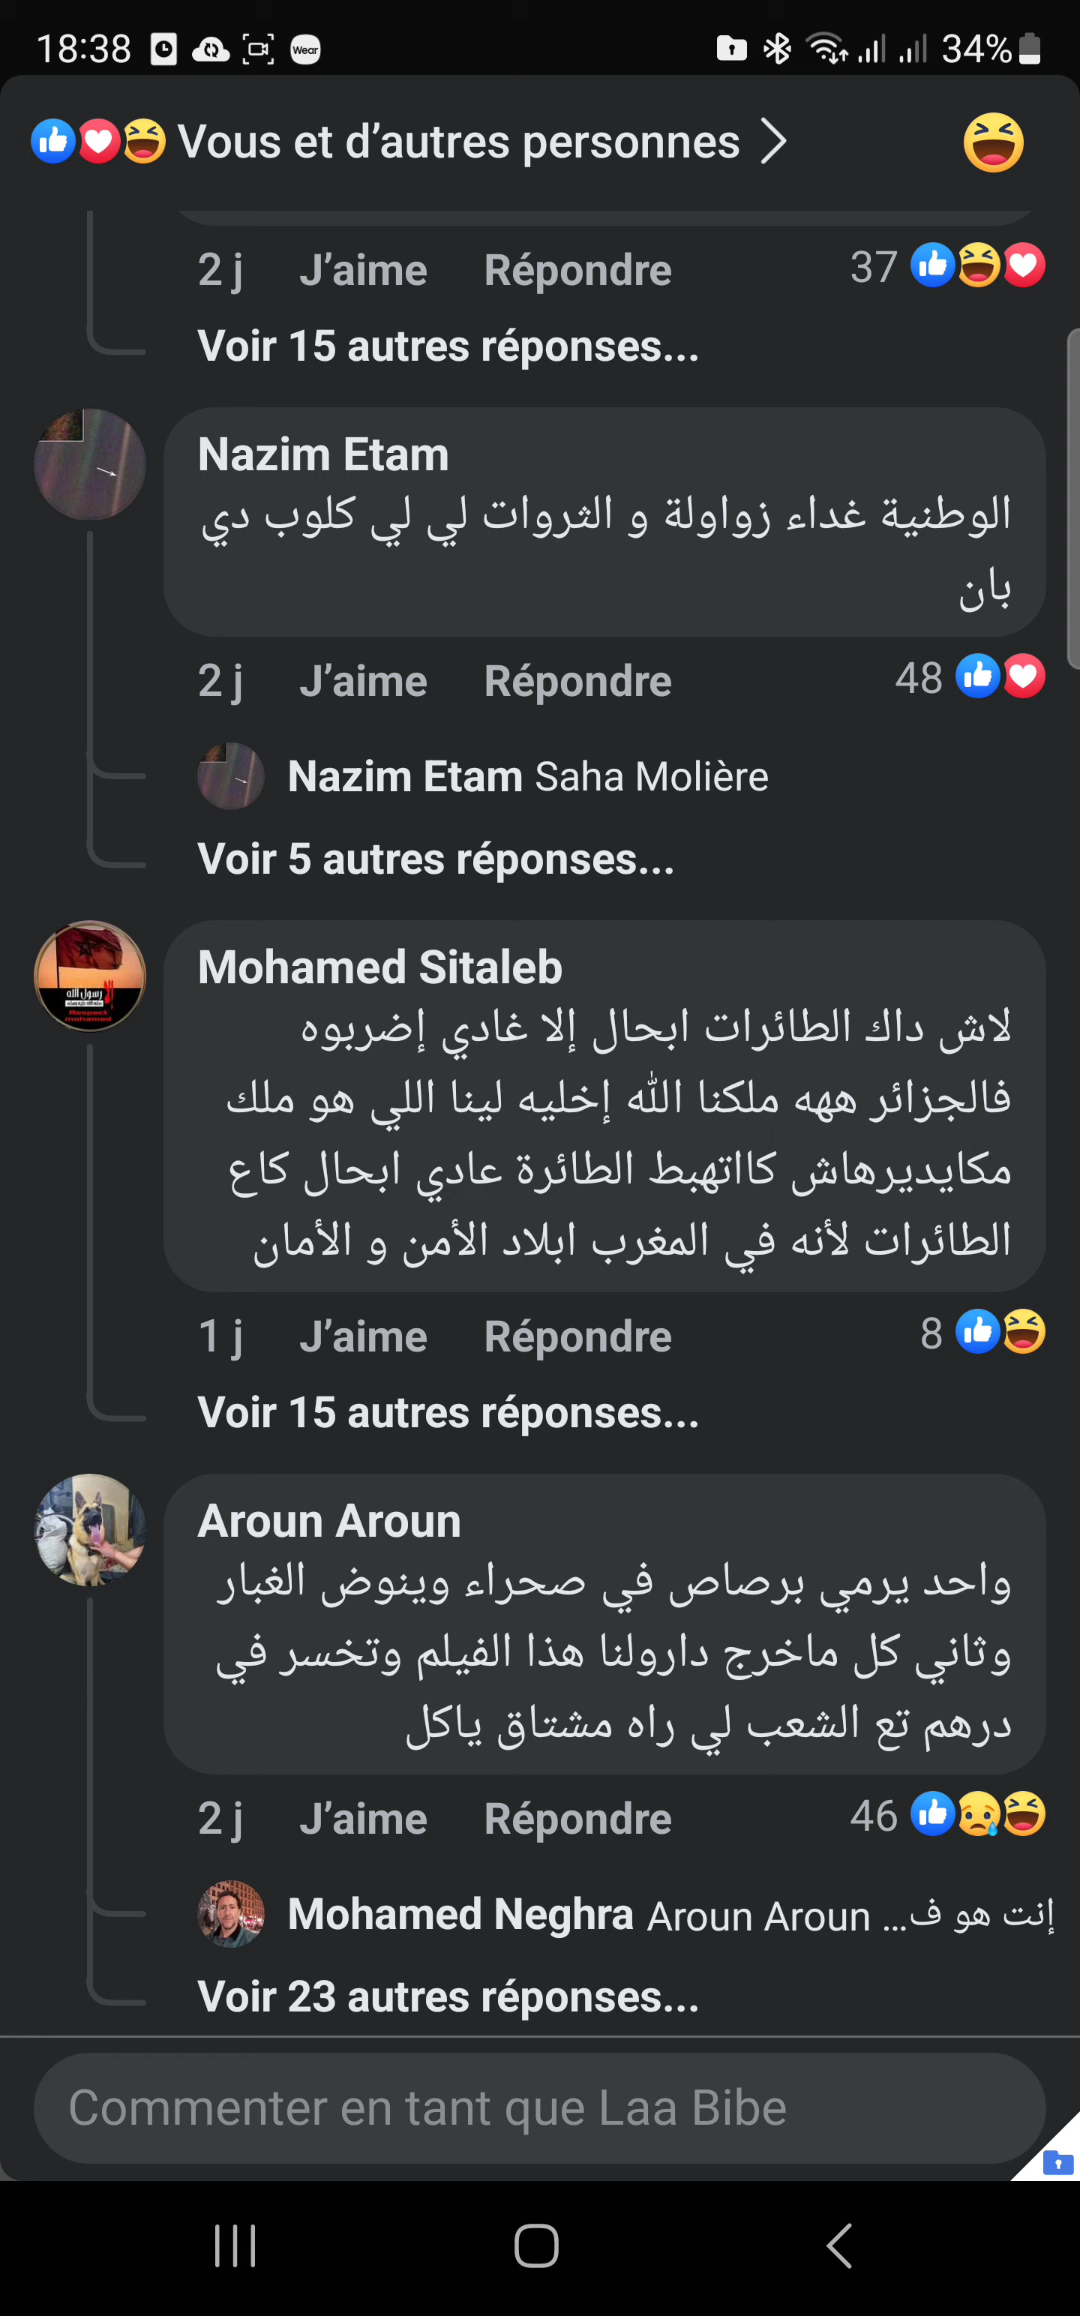 18:38 Wear 34%
Vous et d’autres personnes
2 j J’aime Répondre 37
Voir 15 autres réponses...
Nazim Etam
الوطنية غداء زواولة و الثروات لي لي كلوب دي
بان
2 j J’aime Répondre 48
Nazim Etam Saha Molière
Voir 5 autres réponses...
Mohamed Sitaleb
لاش داك الطائرات ابحال إلا غادي إضربوه
فالجزائر ههه ملكنا الله إخليه لينا اللي هو ملك
مكايديرهاش كااتهبط الطائرة عادي ابحال كاع
الطائرات لأنه في المغرب ابلاد الأمن و الأمان
1 j J’aime Répondre 8
Voir 15 autres réponses...
Aroun Aroun
واحد يرمي برصاص في صحراء وينوض الغبار
وثاني كل ماخرج دارولنا هذا الفيلم وتخسر في
درهم تع الشعب لي راه مشتاق ياكل
2 j J’aime Répondre 46
Mohamed Neghra Aroun Aroun إنت هو ف...
Voir 23 autres réponses...
Commenter en tant que Laa Bibe